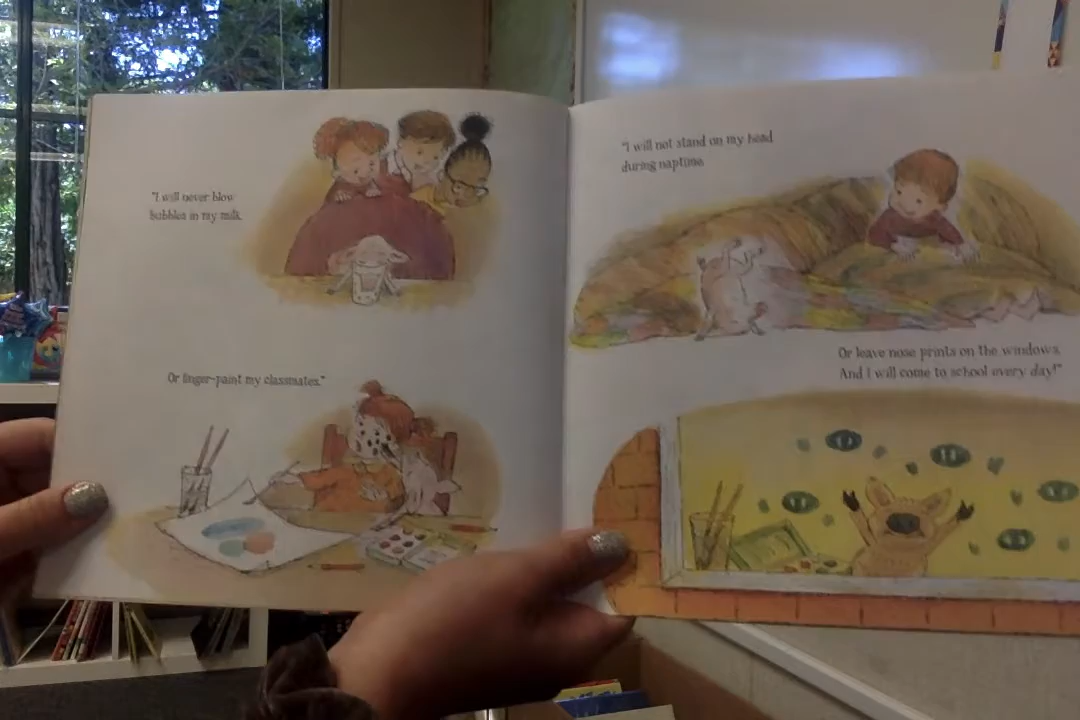 "I will never blow
bubbles in my milk.
Or finger-paint my classmates."
"I will not stand on my head
during naptime.
Or leave nose prints on the windows.
And I will come to school every day!"